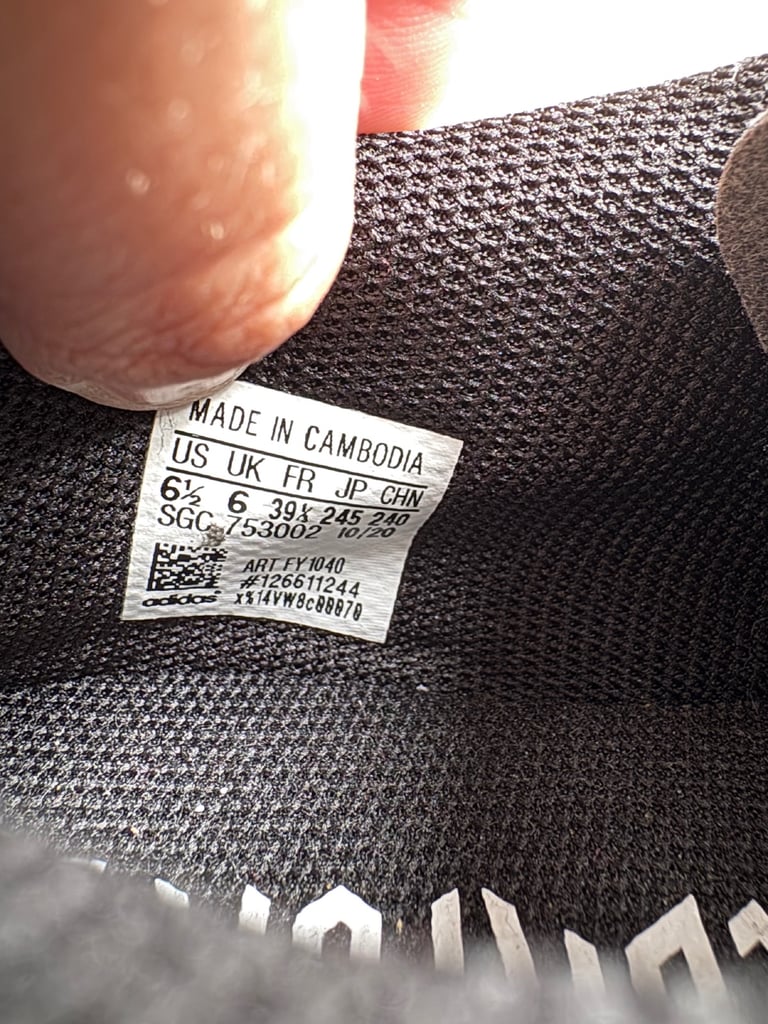 MADE IN CAMBODIA
US UK FR JP CHN
6½ 6 39⅓ 245 240
SGC 753002 10/20
ART FY1040
#126611244
x%14VW8c00070
adidas